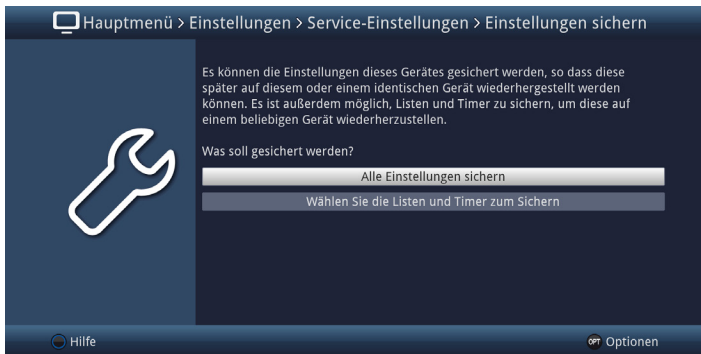 Hauptmenü > Einstellungen > Service-Einstellungen > Einstellungen sichern
Es können die Einstellungen dieses Gerätes gesichert werden, so dass diese
später auf diesem oder einem identischen Gerät wiederhergestellt werden
können. Es ist außerdem möglich, Listen und Timer zu sichern, um diese auf
einem beliebigen Gerät wiederherzustellen.
Was soll gesichert werden?
Alle Einstellungen sichern
Wählen Sie die Listen und Timer zum Sichern
Hilfe
OPT Optionen